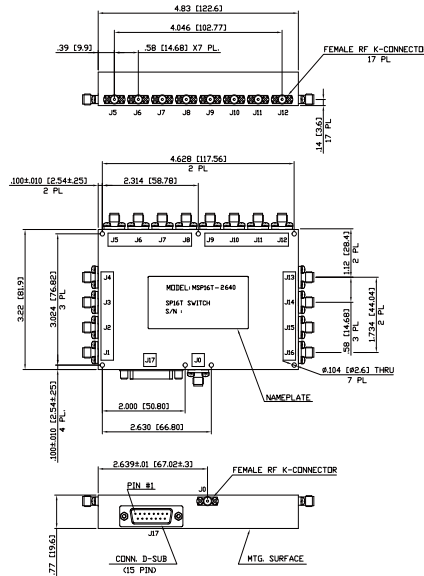 4.83 [122.6]
4.046 [102.77]
.39 [9.9]
.58 [14.68] X7 PL.
FEMALE RF K-CONNECTO
17 PL
J5 J6 J7 J8 J9 J10 J11 J12
.14 [3.6]
17 PL
4.628 [117.56]
2 PL
.100±.010 [2.54±.25]
2 PL
2.314 [58.78]
J5 J6 J7 J8 J9 J10 J11 J12
3.22 [81.9]
3.024 [76.82]
3 PL
J4
J3
J2
J1
MODEL: MSP16T-2640
SP16T SWITCH
S/N :
J13
J14
J15
J16
1.12 [28.4]
2 PL
.58 [14.68]
3 PL
1.734 [44.04]
2 PL
J17
J0
ø.104 [ø2.6] THRU
7 PL
NAMEPLATE
.100±.010 [2.54±.25]
4 PL.
2.000 [50.80]
2.630 [66.80]
2.639±.01 [67.02±.3]
FEMALE RF K-CONNECTOR
PIN #1
J0
J17
.77 [19.6]
CONN. D-SUB
(15 PIN)
MTG. SURFACE